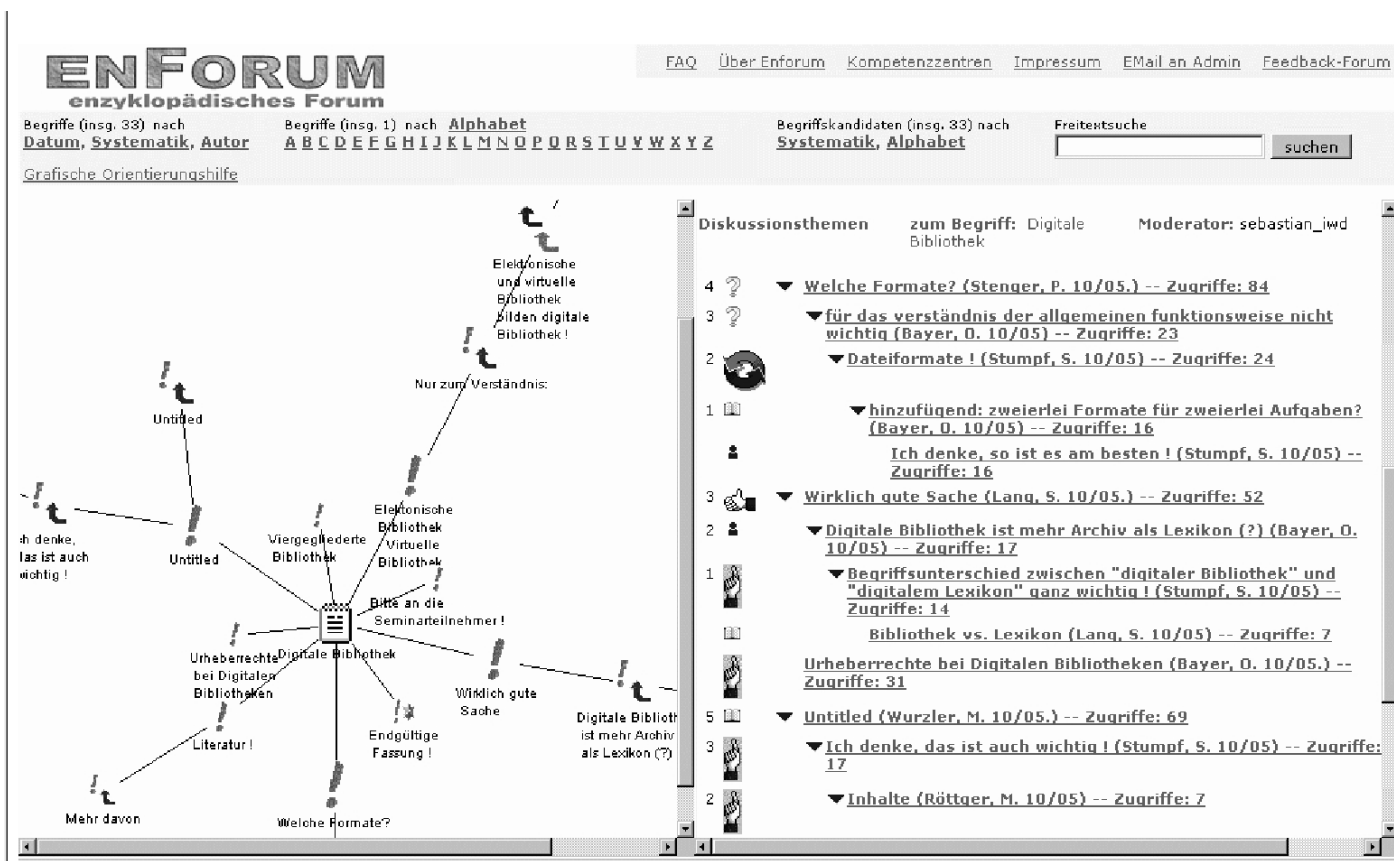 ENFORUM
enzyklopädisches Forum
FAQ Über Enforum Kompetenzzentren Impressum EMail an Admin Feedback-Forum
Begriffe (insg. 33) nach
Datum, Systematik, Autor
Begriffe (insg. 1) nach Alphabet
A B C D E F G H I J K L M N O P Q R S T U V W X Y Z
Begriffskandidaten (insg. 33) nach
Systematik, Alphabet
Freitextsuche
suchen
Grafische Orientierungshilfe
Elektronische
und virtuelle
Bibliothek
bilden digitale
Bibliothek !
Nur zum Verständnis:
Untitled
Elektonische
Bibliothek
Virtuelle
Bibliothek
Viergegliederte
Bibliothek
ch denke,
das ist auch
wichtig !
Untitled
Bitte an die
Seminarteilnehmer !
Digitale Bibliothek
Urheberrechte
bei Digitalen
Bibliotheken
Wirklich gute
Sache
Digitale Biblioth
ist mehr Archiv
als Lexikon (?)
Literatur !
Endgültige
Fassung !
Mehr davon
Welche Formate?
Diskussionsthemen zum Begriff: Digitale Moderator: sebastian_iwd
Bibliothek
4 Welche Formate? (Stenger, P. 10/05.) -- Zugriffe: 84
3 für das verständnis der allgemeinen funktionsweise nicht
wichtig (Bayer, O. 10/05) -- Zugriffe: 23
2 Dateiformate ! (Stumpf, S. 10/05) -- Zugriffe: 24
1 hinzufügend: zweierlei Formate für zweierlei Aufgaben?
(Bayer, O. 10/05) -- Zugriffe: 16
Ich denke, so ist es am besten ! (Stumpf, S. 10/05) --
Zugriffe: 16
3 Wirklich gute Sache (Lang, S. 10/05.) -- Zugriffe: 52
2 Digitale Bibliothek ist mehr Archiv als Lexikon (?) (Bayer, O.
10/05) -- Zugriffe: 17
1 Begriffsunterschied zwischen "digitaler Bibliothek" und
"digitalem Lexikon" ganz wichtig ! (Stumpf, S. 10/05) --
Zugriffe: 14
Bibliothek vs. Lexikon (Lang, S. 10/05) -- Zugriffe: 7
Urheberrechte bei Digitalen Bibliotheken (Bayer, O. 10/05.) --
Zugriffe: 31
5 Untitled (Wurzler, M. 10/05.) -- Zugriffe: 69
3 Ich denke, das ist auch wichtig ! (Stumpf, S. 10/05) -- Zugriffe:
17
2 Inhalte (Röttger, M. 10/05) -- Zugriffe: 7